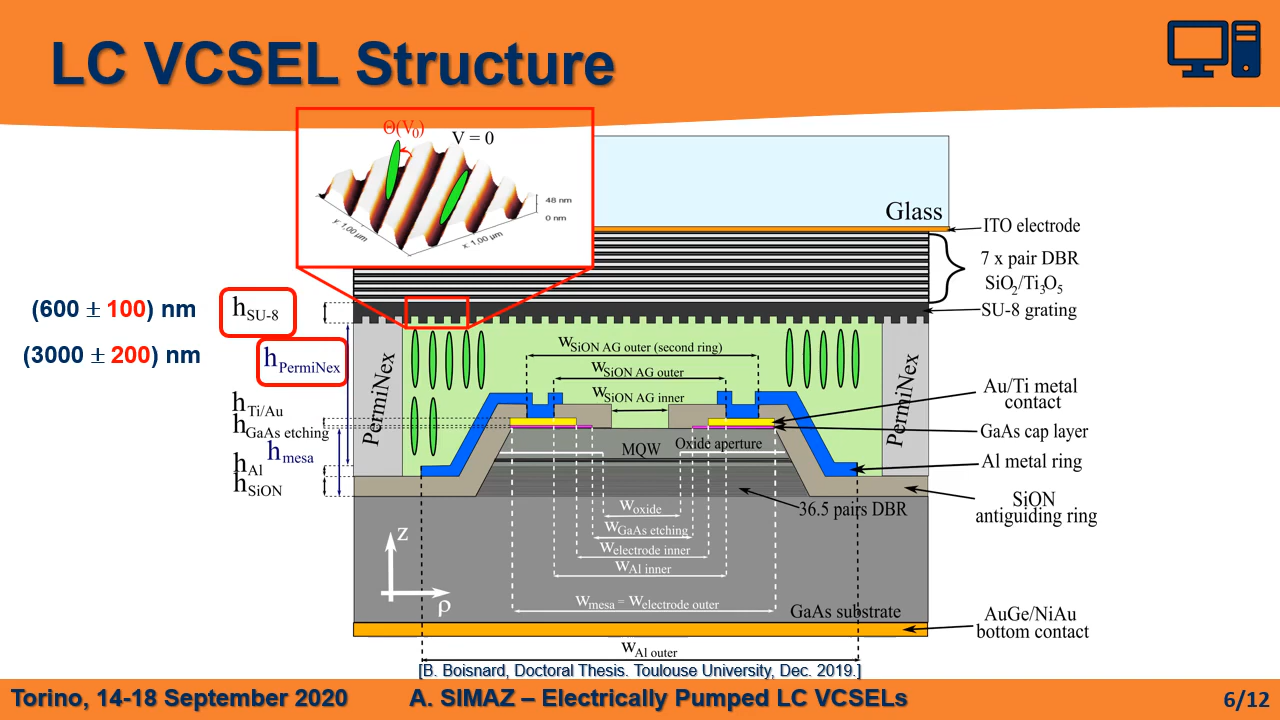 LC VCSEL Structure
Θ(V0)
V = 0
48 nm
0 nm
y: 1,00 µm
x: 1,00 µm
Glass
ITO electrode
7 x pair DBR
SiO2/Ti3O5
SU-8 grating
(600 ± 100) nm
hSU-8
(3000 ± 200) nm
hPermiNex
PermiNex
PermiNex
wSiON AG outer (second ring)
wSiON AG outer
wSiON AG inner
Au/Ti metal
contact
GaAs cap layer
Al metal ring
SiON
antiguiding ring
hTi/Au
hGaAs etching
hmesa
hAl
hSiON
MQW
Oxide aperture
36.5 pairs DBR
woxide
wGaAs etching
welectrode inner
wAl inner
wmesa = welectrode outer
z
ρ
GaAs substrate
AuGe/NiAu
bottom contact
wAl outer
[B. Boisnard, Doctoral Thesis. Toulouse University, Dec. 2019.]
Torino, 14-18 September 2020
A. SIMAZ – Electrically Pumped LC VCSELs
6/12